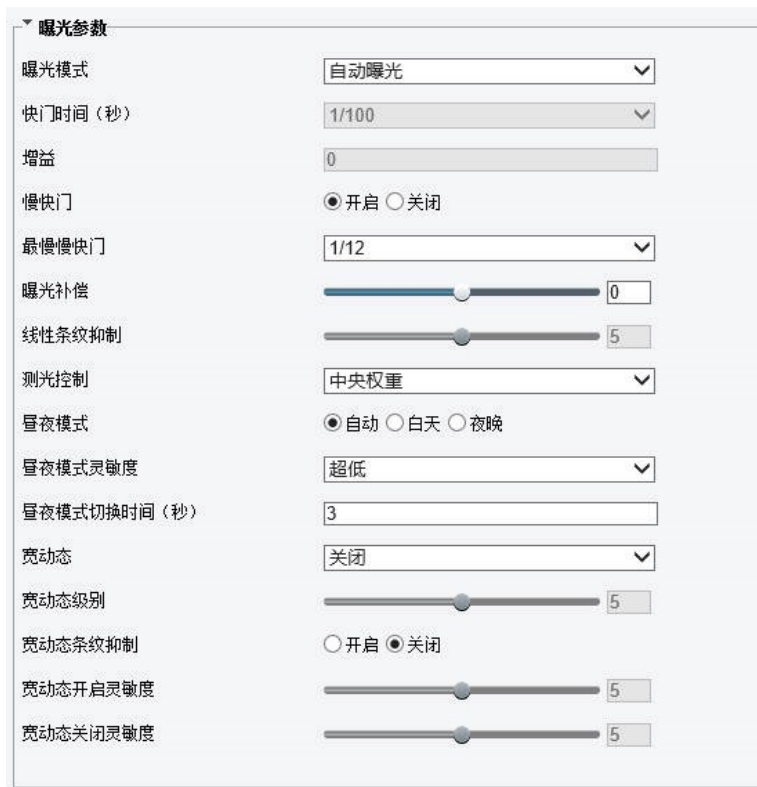 曝光参数
曝光模式 自动曝光
快门时间（秒） 1/100
增益 0
慢快门 开启 关闭
最慢慢快门 1/12
曝光补偿 0
线性条纹抑制 5
测光控制 中央权重
昼夜模式 自动 白天 夜晚
昼夜模式灵敏度 超低
昼夜模式切换时间（秒） 3
宽动态 关闭
宽动态级别 5
宽动态条纹抑制 开启 关闭
宽动态开启灵敏度 5
宽动态关闭灵敏度 5